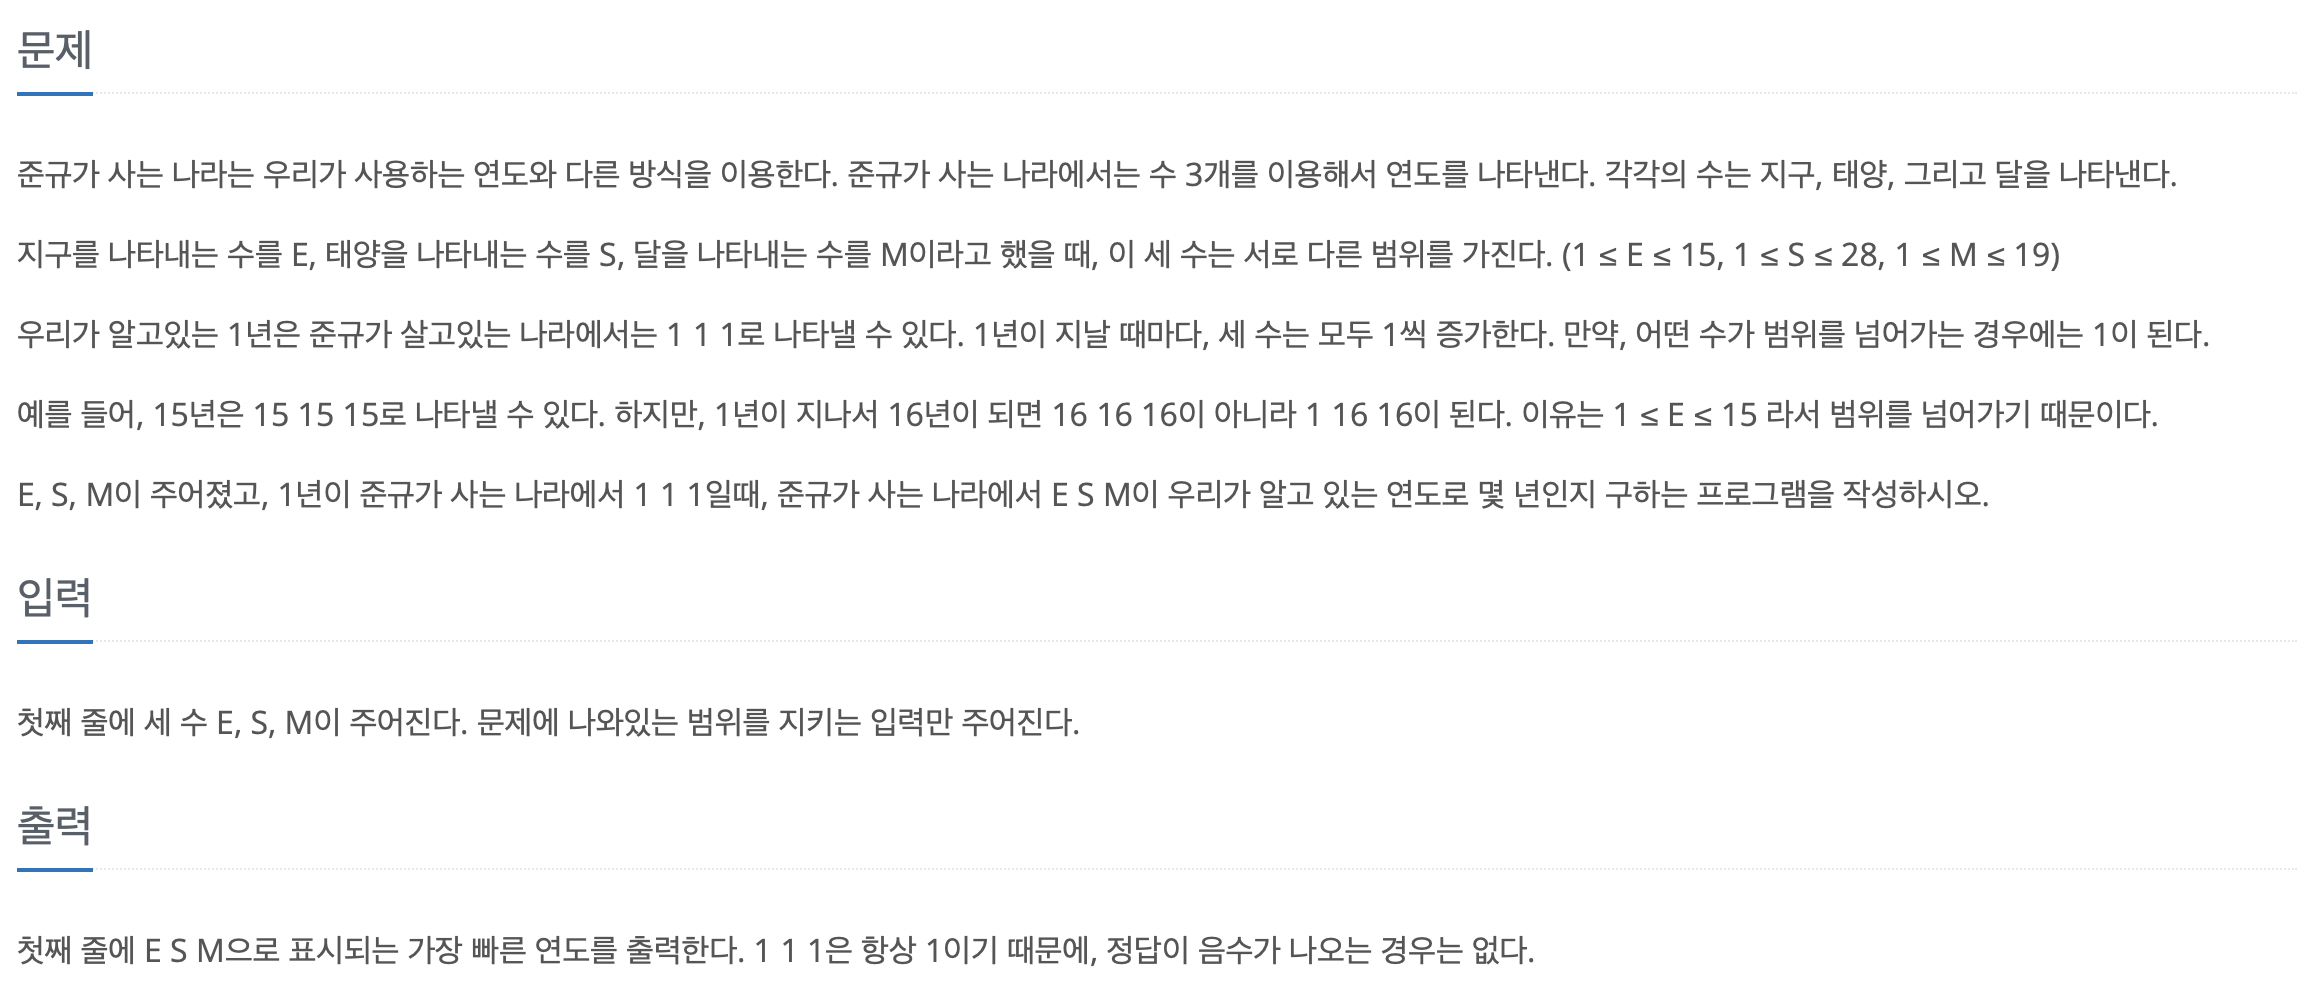 문제
준규가 사는 나라는 우리가 사용하는 연도와 다른 방식을 이용한다. 준규가 사는 나라에서는 수 3개를 이용해서 연도를 나타낸다. 각각의 수는 지구, 태양, 그리고 달을 나타낸다.
지구를 나타내는 수를 E, 태양을 나타내는 수를 S, 달을 나타내는 수를 M이라고 했을 때, 이 세 수는 서로 다른 범위를 가진다. (1 ≤ E ≤ 15, 1 ≤ S ≤ 28, 1 ≤ M ≤ 19)
우리가 알고있는 1년은 준규가 살고있는 나라에서는 1 1 1로 나타낼 수 있다. 1년이 지날 때마다, 세 수는 모두 1씩 증가한다. 만약, 어떤 수가 범위를 넘어가는 경우에는 1이 된다.
예를 들어, 15년은 15 15 15로 나타낼 수 있다. 하지만, 1년이 지나서 16년이 되면 16 16 16이 아니라 1 16 16이 된다. 이유는 1 ≤ E ≤ 15 라서 범위를 넘어가기 때문이다.
E, S, M이 주어졌고, 1년이 준규가 사는 나라에서 1 1 1일때, 준규가 사는 나라에서 E S M이 우리가 알고 있는 연도로 몇 년인지 구하는 프로그램을 작성하시오.
입력
첫째 줄에 세 수 E, S, M이 주어진다. 문제에 나와있는 범위를 지키는 입력만 주어진다.
출력
첫째 줄에 E S M으로 표시되는 가장 빠른 연도를 출력한다. 1 1 1은 항상 1이기 때문에, 정답이 음수가 나오는 경우는 없다.